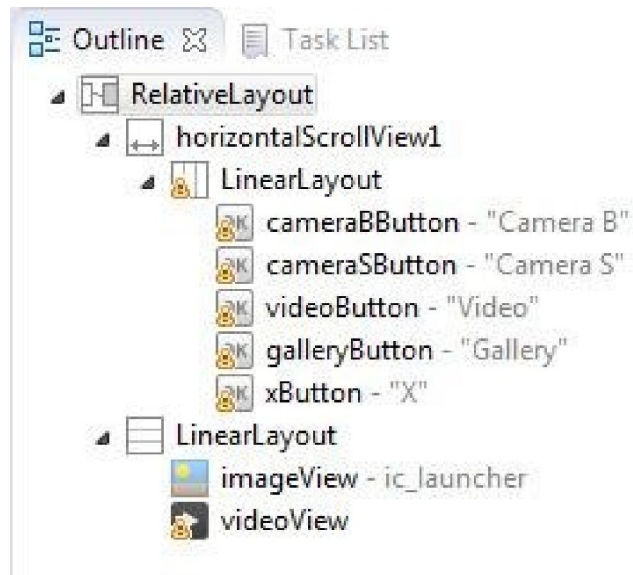 Outline Task List
RelativeLayout
horizontalScrollView1
LinearLayout
cameraBButton - "Camera B"
cameraSButton - "Camera S"
videoButton - "Video"
galleryButton - "Gallery"
xButton - "X"
LinearLayout
imageView - ic_launcher
videoView